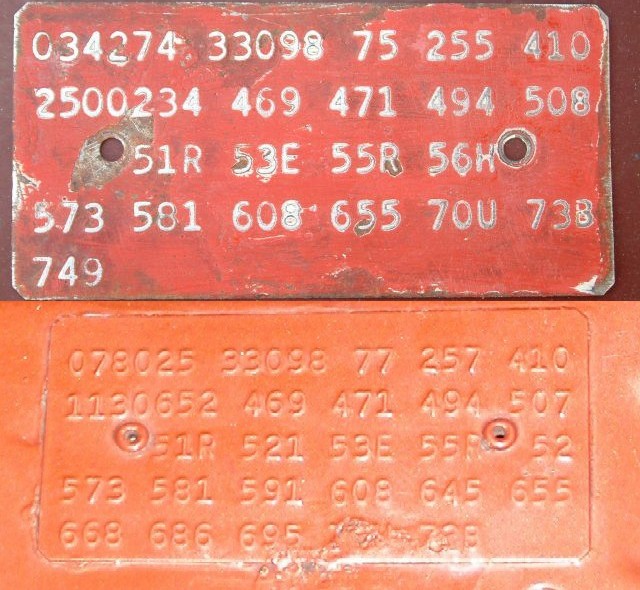 034274 33098 75 255 410
2500234 469 471 494 508
51R 53E 55R 56H
573 581 608 655 70U 73B
749
078025 33098 77 257 410
1130652 469 471 494 507
51R 521 53E 55R 52
573 581 591 608 645 655
668 686 695 73B